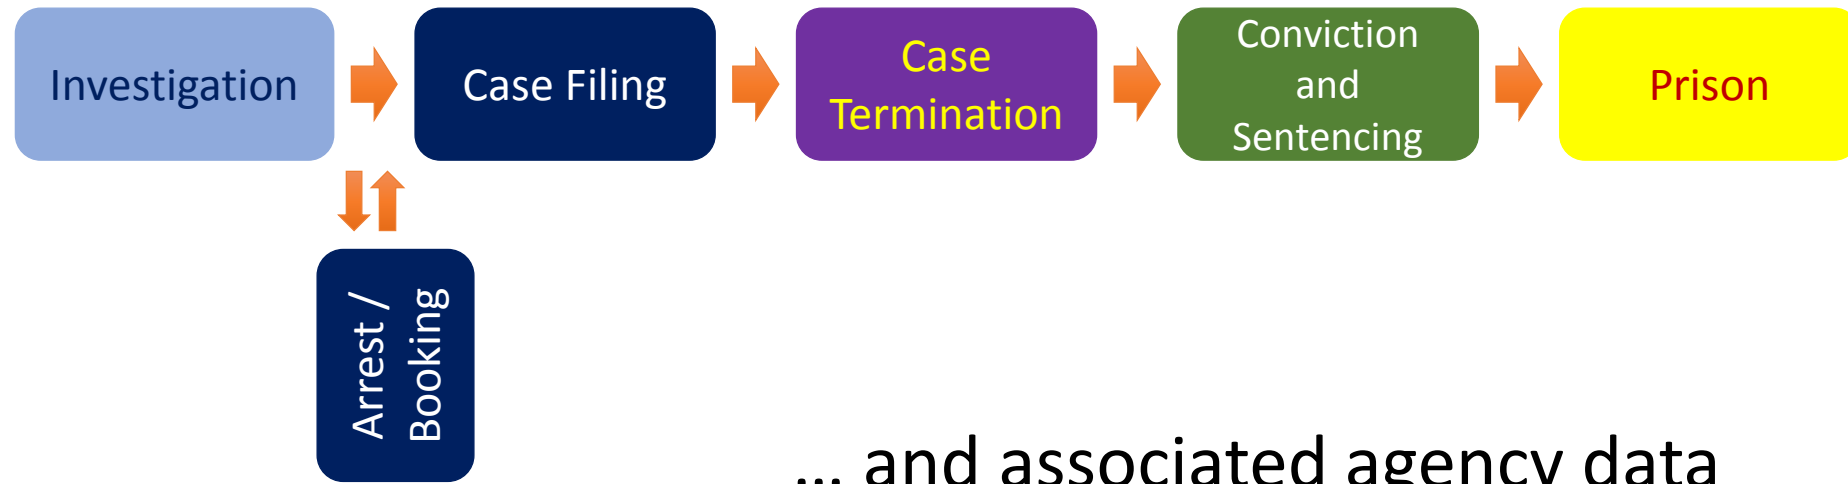 Investigation
Case Filing
Case
Termination
Conviction
and
Sentencing
Prison
Arrest /
Booking
... and associated agency data